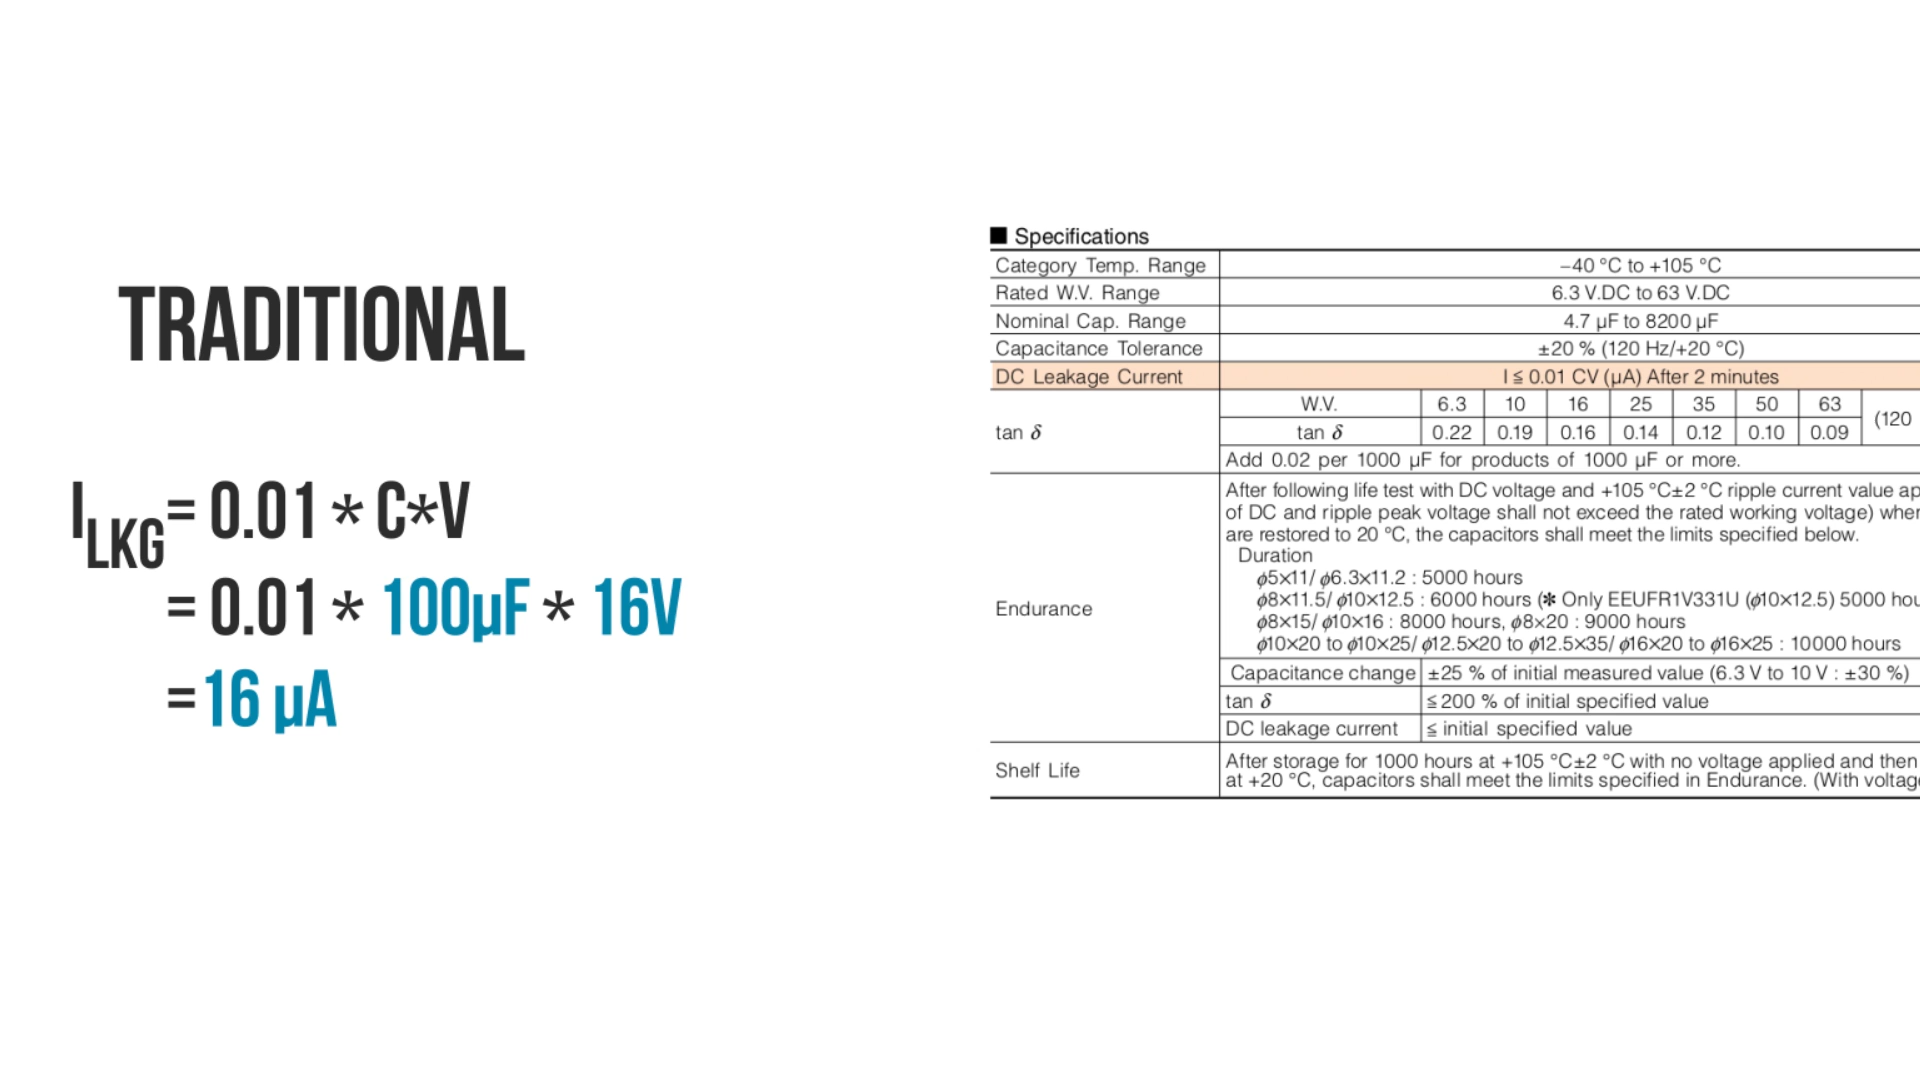 TRADITIONAL
ILKG = 0.01 * C*V
= 0.01 * 100µF * 16V
= 16 µA
■ Specifications
Category Temp. Range –40 °C to +105 °C
Rated W.V. Range 6.3 V.DC to 63 V.DC
Nominal Cap. Range 4.7 µF to 8200 µF
Capacitance Tolerance ±20 % (120 Hz/+20 °C)
DC Leakage Current I ≦ 0.01 CV (µA) After 2 minutes
tan δ
W.V. 6.3 10 16 25 35 50 63
(120
tan δ 0.22 0.19 0.16 0.14 0.12 0.10 0.09
Add 0.02 per 1000 µF for products of 1000 µF or more.
Endurance
After following life test with DC voltage and +105 °C±2 °C ripple current value ap
of DC and ripple peak voltage shall not exceed the rated working voltage) when
are restored to 20 °C, the capacitors shall meet the limits specified below.
Duration
ϕ5×11/ ϕ6.3×11.2 : 5000 hours
ϕ8×11.5/ ϕ10×12.5 : 6000 hours (✻ Only EEUFR1V331U (ϕ10×12.5) 5000 hou
ϕ8×15/ ϕ10×16 : 8000 hours, ϕ8×20 : 9000 hours
ϕ10×20 to ϕ10×25/ ϕ12.5×20 to ϕ12.5×35/ ϕ16×20 to ϕ16×25 : 10000 hours
Capacitance change ±25 % of initial measured value (6.3 V to 10 V : ±30 %)
tan δ ≦ 200 % of initial specified value
DC leakage current ≦ initial specified value
Shelf Life
After storage for 1000 hours at +105 °C±2 °C with no voltage applied and then
at +20 °C, capacitors shall meet the limits specified in Endurance. (With voltag